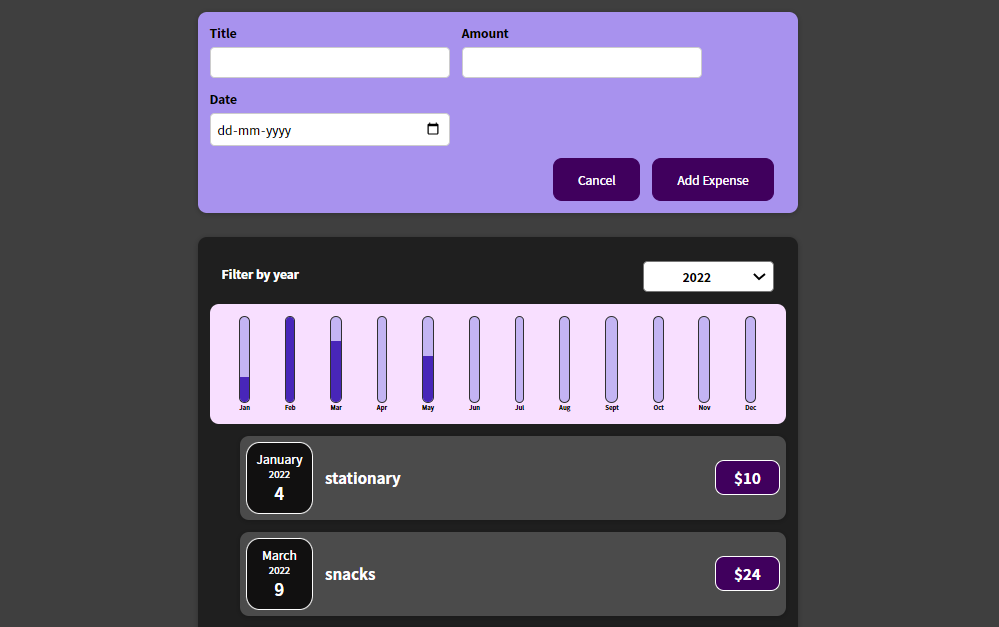 Title
Amount
Date
dd-mm-yyyy
Cancel
Add Expense
Filter by year
2022
Jan
Feb
Mar
Apr
May
Jun
Jul
Aug
Sept
Oct
Nov
Dec
January
2022
4
stationary
$10
March
2022
9
snacks
$24